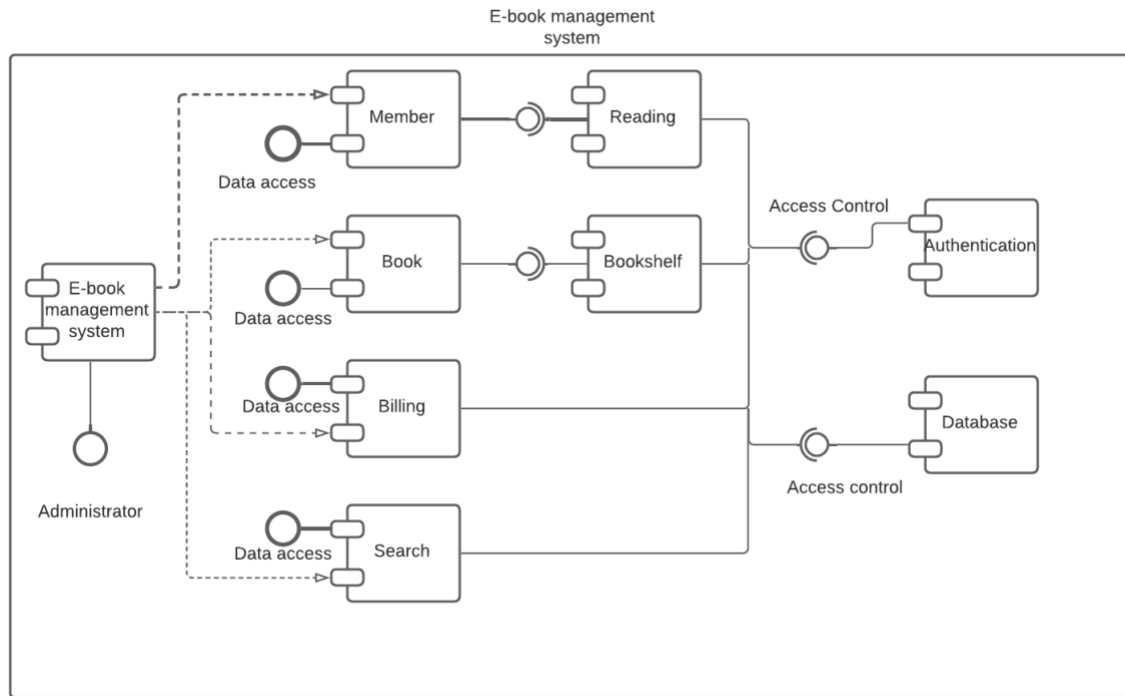 E-book management
system
Member
Reading
Data access
Access Control
Book
Bookshelf
Authentication
E-book
management
system
Data access
Data access
Billing
Database
Access control
Administrator
Data access
Search